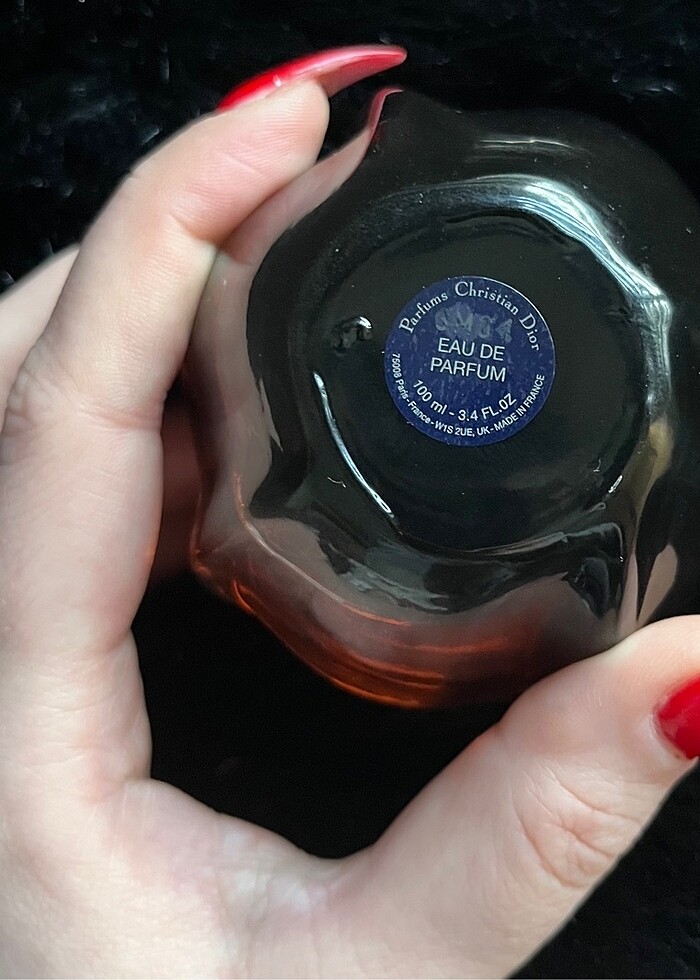 Parfums Christian Dior
EAU DE
PARFUM
100 ml - 3.4 FL.OZ
75008 Paris - France - W1S 2UE, UK - MADE IN FRANCE